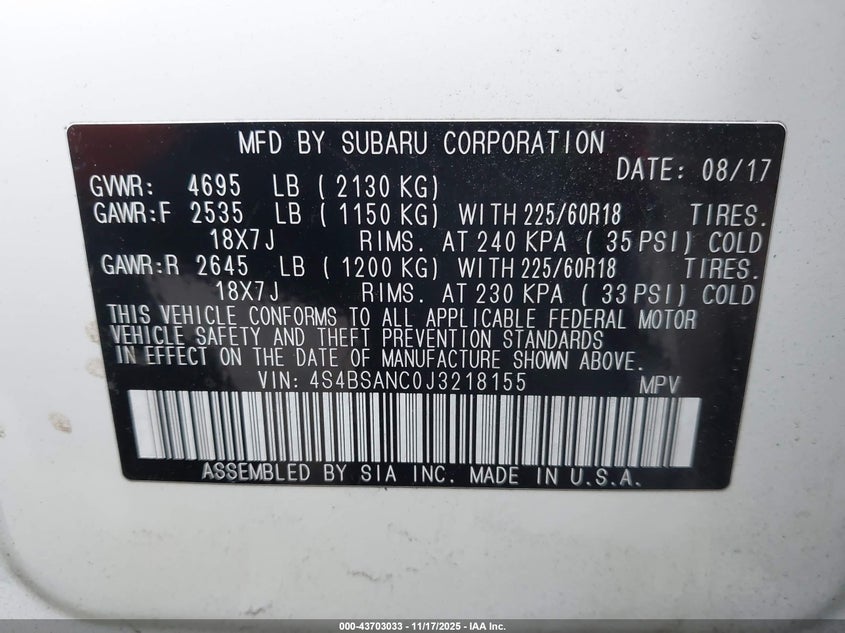 MFD BY SUBARU CORPORATION
DATE: 08/17
GVWR: 4695 LB ( 2130 KG)
GAWR:F 2535 LB ( 1150 KG) WITH 225/60R18 TIRES.
18X7J RIMS. AT 240 KPA ( 35 PSI) COLD
GAWR:R 2645 LB ( 1200 KG) WITH 225/60R18 TIRES.
18X7J RIMS. AT 230 KPA ( 33 PSI) COLD
THIS VEHICLE CONFORMS TO ALL APPLICABLE FEDERAL MOTOR
VEHICLE SAFETY AND THEFT PREVENTION STANDARDS
IN EFFECT ON THE DATE OF MANUFACTURE SHOWN ABOVE.
VIN: 4S4BSANC0J3218155 MPV
ASSEMBLED BY SIA INC. MADE IN U.S.A.
000-43703033 — 11/17/2025 — IAA Inc.